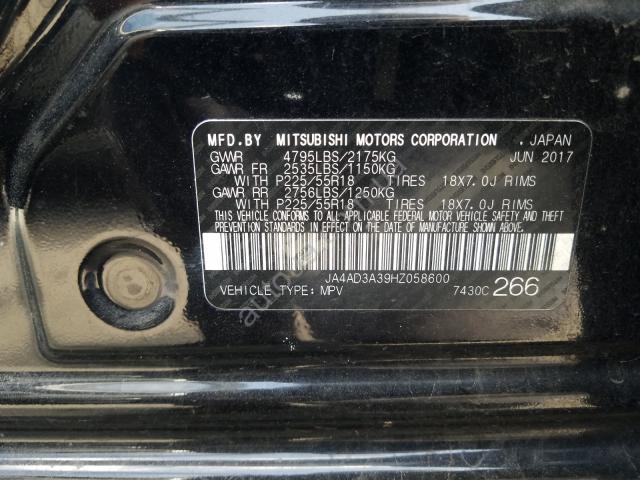 MFD.BY MITSUBISHI MOTORS CORPORATION . JAPAN
GVWR 4795LBS/2175KG JUN 2017
GAWR FR 2535LBS/1150KG
WITH P225/55R18 TIRES 18X7.0J RIMS
GAWR RR 2756LBS/1250KG
WITH P225/55R18 TIRES 18X7.0J RIMS
THIS VEHICLE CONFORMS TO ALL APPLICABLE FEDERAL MOTOR VEHICLE SAFETY AND THEFT
PREVENTION STANDARDS IN EFFECT ON THE DATE OF MANUFACTURE SHOWN ABOVE.
JA4AD3A39HZ058600
VEHICLE TYPE: MPV 7430C 266